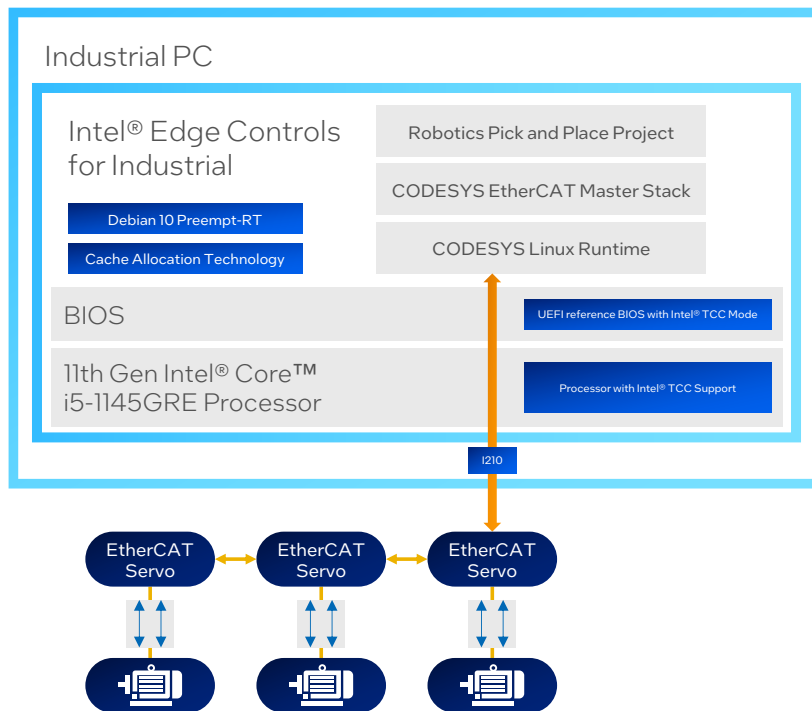 Industrial PC
Intel® Edge Controls
for Industrial
Debian 10 Preempt-RT
Cache Allocation Technology
Robotics Pick and Place Project
CODESYS EtherCAT Master Stack
CODESYS Linux Runtime
BIOS
UEFI reference BIOS with Intel® TCC Mode
11th Gen Intel® Core™
i5-1145GRE Processor
Processor with Intel® TCC Support
I210
EtherCAT
Servo
EtherCAT
Servo
EtherCAT
Servo